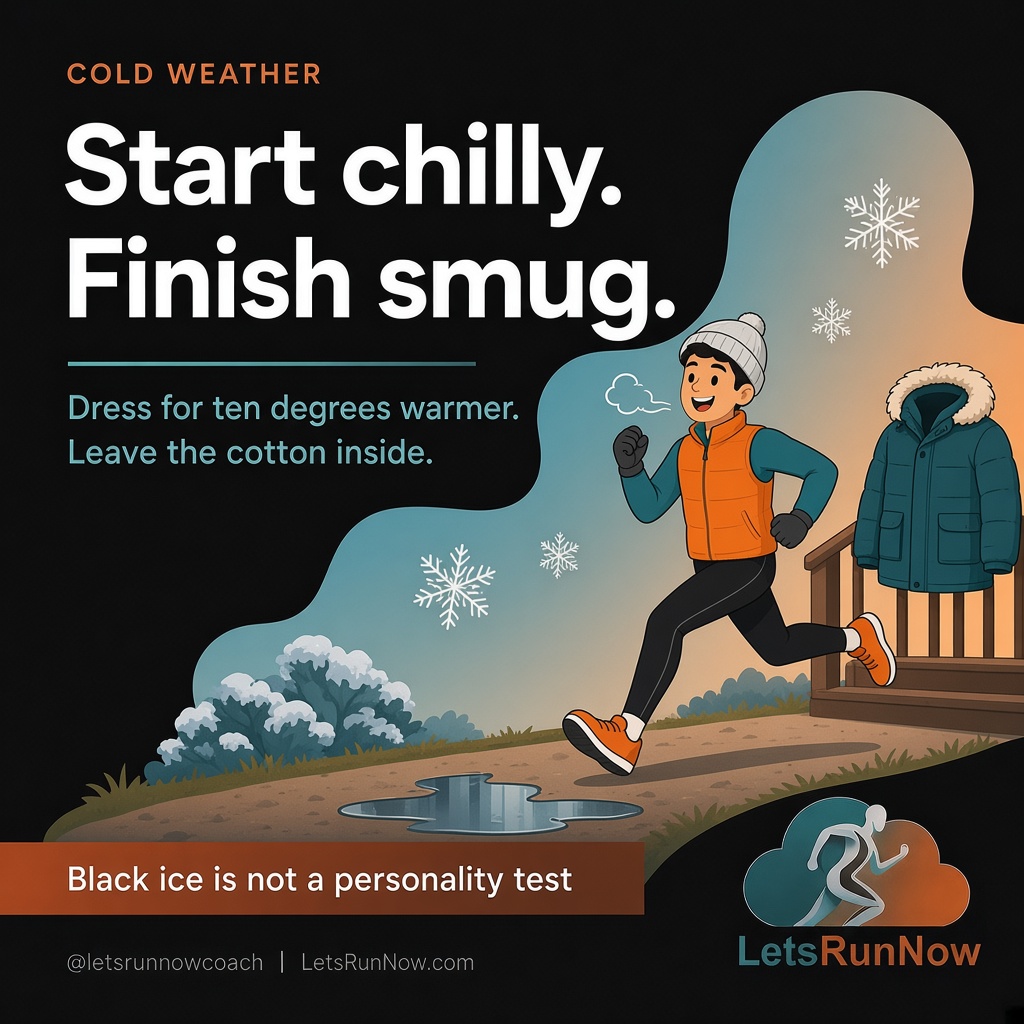 COLD WEATHER
Start chilly.
Finish smug.
Dress for ten degrees warmer.
Leave the cotton inside.
Black ice is not a personality test
@letsrunnowcoach | LetsRunNow.com
LetsRunNow